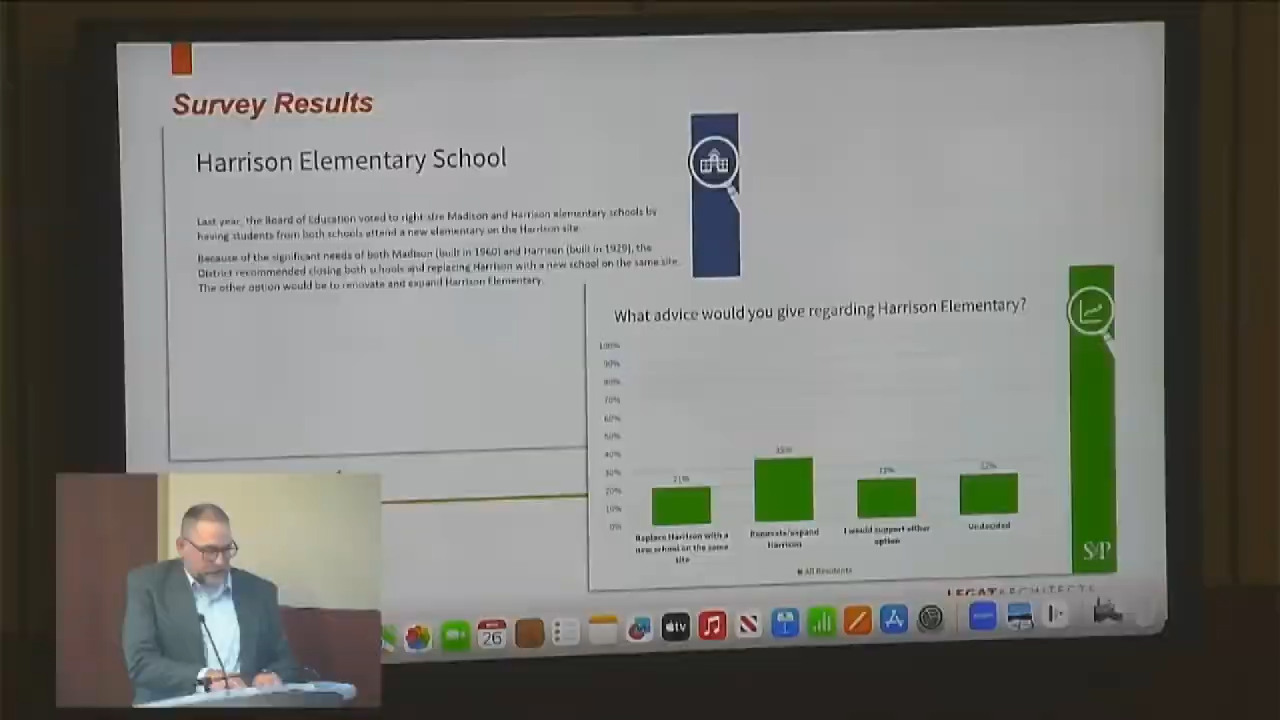 Survey Results
Harrison Elementary School
Last year, the Board of Education voted to right-size Madison and Harrison elementary schools by
having students from both schools attend a new elementary on the Harrison site.
Because of the significant needs of both Madison (built in 1960) and Harrison (built in 1929), the
District recommended closing both schools and replacing Harrison with a new school on the same site.
The other option would be to renovate and expand Harrison Elementary.
What advice would you give regarding Harrison Elementary?
100%
90%
80%
70%
60%
50%
40%
30%
20%
10%
0%
21%
35%
Replace Harrison with a
new school on the same
site
Renovate/expand
Harrison
I would support either
option
Undecided
All Residents
S/P
LEGAT ARCHITECTS
26
tv